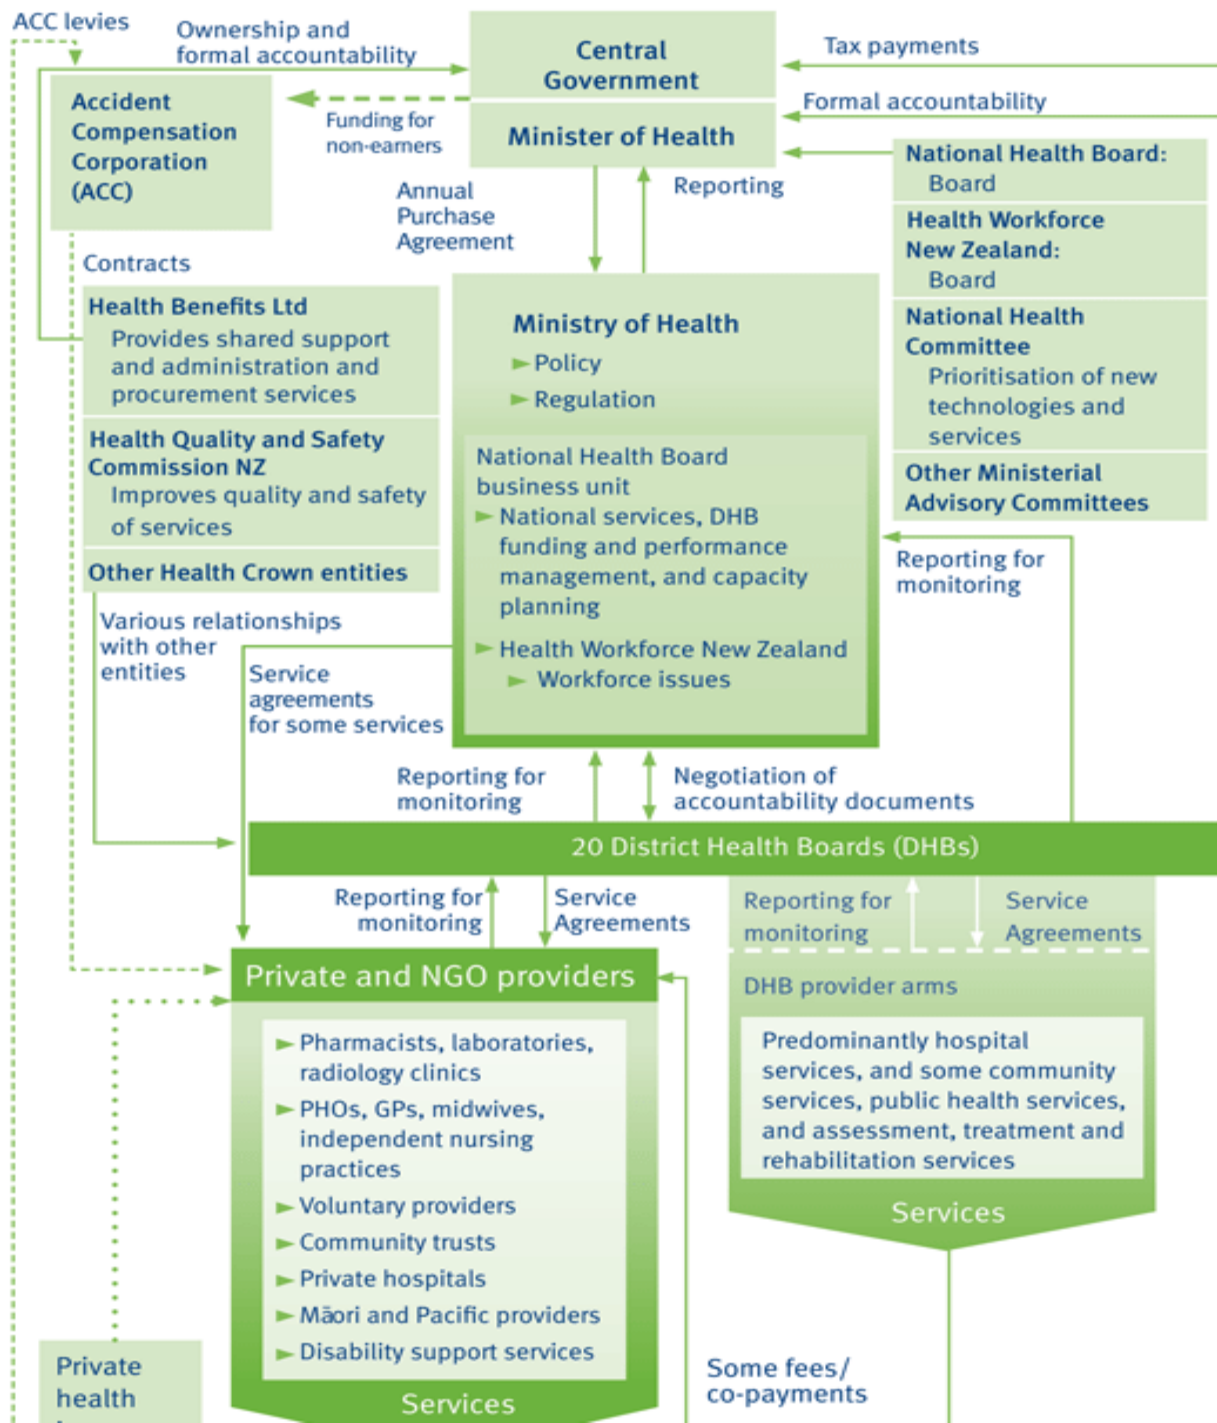 ACC levies
Ownership and
formal accountability
Central
Government
Tax payments
Accident
Compensation
Corporation
(ACC)
Funding for
non-earners
Minister of Health
Formal accountability
National Health Board:
Board
Health Workforce
New Zealand:
Board
National Health
Committee
Prioritisation of new
technologies and
services
Other Ministerial
Advisory Committees
Annual
Purchase
Agreement
Reporting
Contracts
Health Benefits Ltd
Provides shared support
and administration and
procurement services
Health Quality and Safety
Commission NZ
Improves quality and safety
of services
Other Health Crown entities
Ministry of Health
Policy
Regulation
National Health Board
business unit
National services, DHB
funding and performance
management, and capacity
planning
Health Workforce New Zealand
Workforce issues
Reporting for
monitoring
Various relationships
with other
entities
Service
agreements
for some services
Reporting for
monitoring
Negotiation of
accountability documents
20 District Health Boards (DHBs)
Reporting for
monitoring
Service
Agreements
Reporting for
monitoring
Service
Agreements
Private and NGO providers
Pharmacists, laboratories,
radiology clinics
PHOs, GPs, midwives,
independent nursing
practices
Voluntary providers
Community trusts
Private hospitals
Māori and Pacific providers
Disability support services
Services
DHB provider arms
Predominantly hospital
services, and some community
services, public health services,
and assessment, treatment and
rehabilitation services
Services
Private
health
Some fees/
co-payments